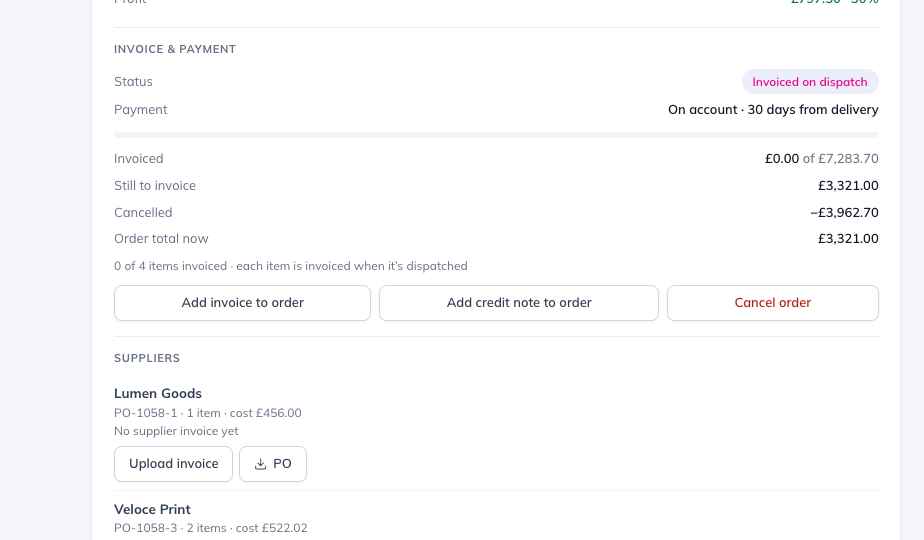 INVOICE & PAYMENT
Status Invoiced on dispatch
Payment On account · 30 days from delivery
Invoiced £0.00 of £7,283.70
Still to invoice £3,321.00
Cancelled −£3,962.70
Order total now £3,321.00
0 of 4 items invoiced · each item is invoiced when it's dispatched
Add invoice to order Add credit note to order Cancel order
SUPPLIERS
Lumen Goods
PO-1058-1 · 1 item · cost £456.00
No supplier invoice yet
Upload invoice PO
Veloce Print
PO-1058-3 · 2 items · cost £522.02